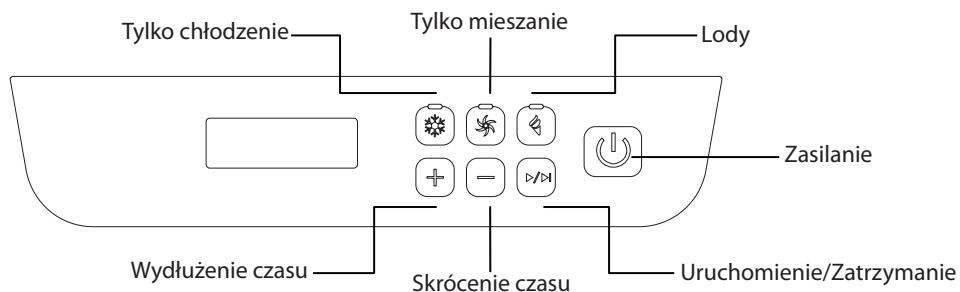 Tylko chłodzenie
Tylko mieszanie
Lody
Zasilanie
Wydłużenie czasu
Skrócenie czasu
Uruchomienie/Zatrzymanie